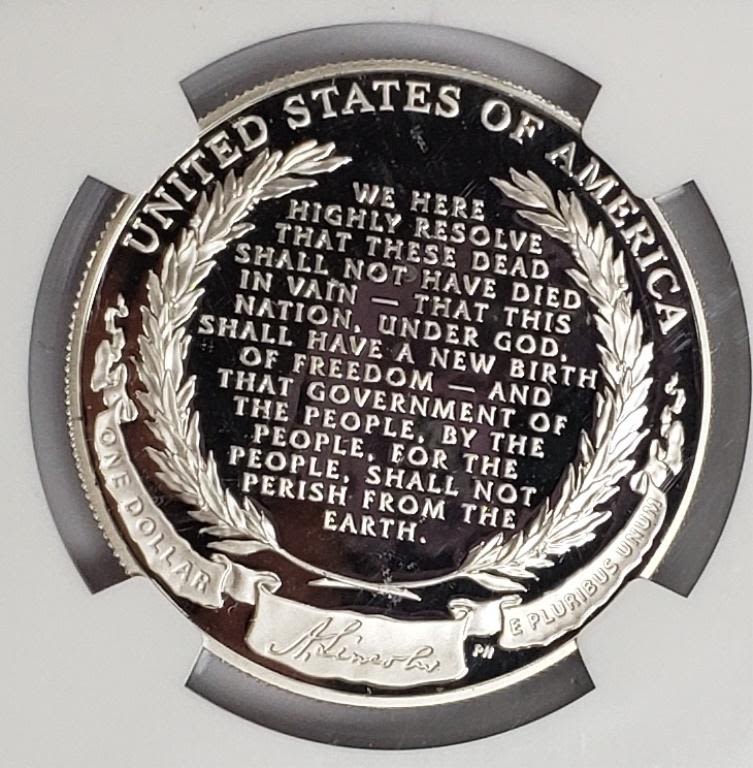 UNITED STATES OF AMERICA
WE HERE
HIGHLY RESOLVE
THAT THESE DEAD
SHALL NOT HAVE DIED
IN VAIN — THAT THIS
NATION, UNDER GOD,
SHALL HAVE A NEW BIRTH
OF FREEDOM — AND
THAT GOVERNMENT OF
THE PEOPLE, BY THE
PEOPLE, FOR THE
PEOPLE, SHALL NOT
PERISH FROM THE
EARTH.
ONE DOLLAR
A. Lincoln
PH
E PLURIBUS UNUM